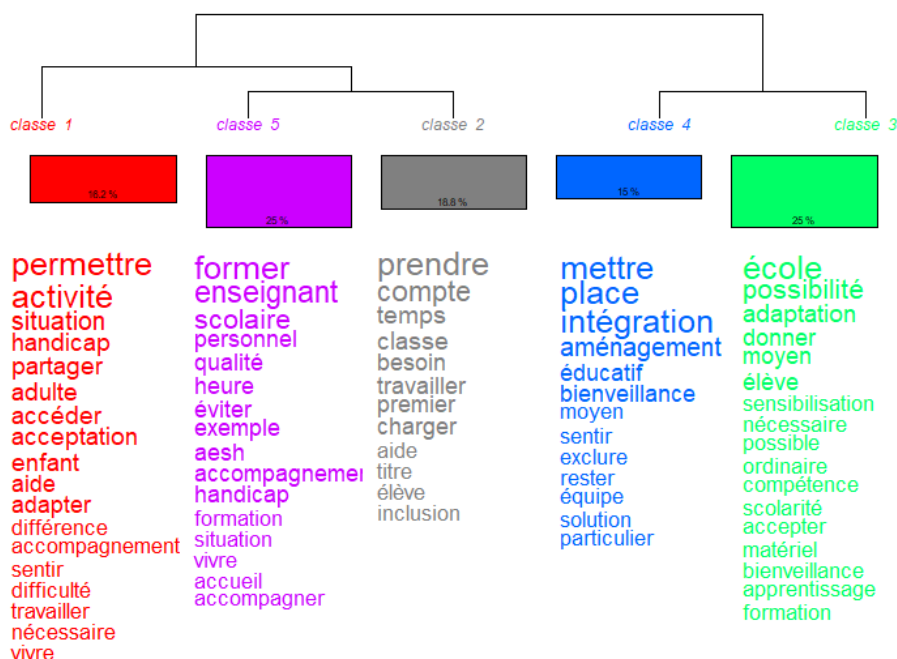 classe 1
classe 5
classe 2
classe 4
classe 3
16.2 %
25 %
18.8 %
15 %
25 %
permettre
activité
situation
handicap
partager
adulte
accéder
acceptation
enfant
aide
adapter
différence
accompagnement
sentir
difficulté
travailler
nécessaire
vivre
former
enseignant
scolaire
personnel
qualité
heure
éviter
exemple
aesh
accompagnemen
handicap
formation
situation
vivre
accueil
accompagner
prendre
compte
temps
classe
besoin
travailler
premier
charger
aide
titre
élève
inclusion
mettre
place
intégration
aménagement
éducatif
bienveillance
moyen
sentir
exclure
rester
équipe
solution
particulier
école
possibilité
adaptation
donner
moyen
élève
sensibilisation
nécessaire
possible
ordinaire
compétence
scolarité
accepter
matériel
bienveillance
apprentissage
formation